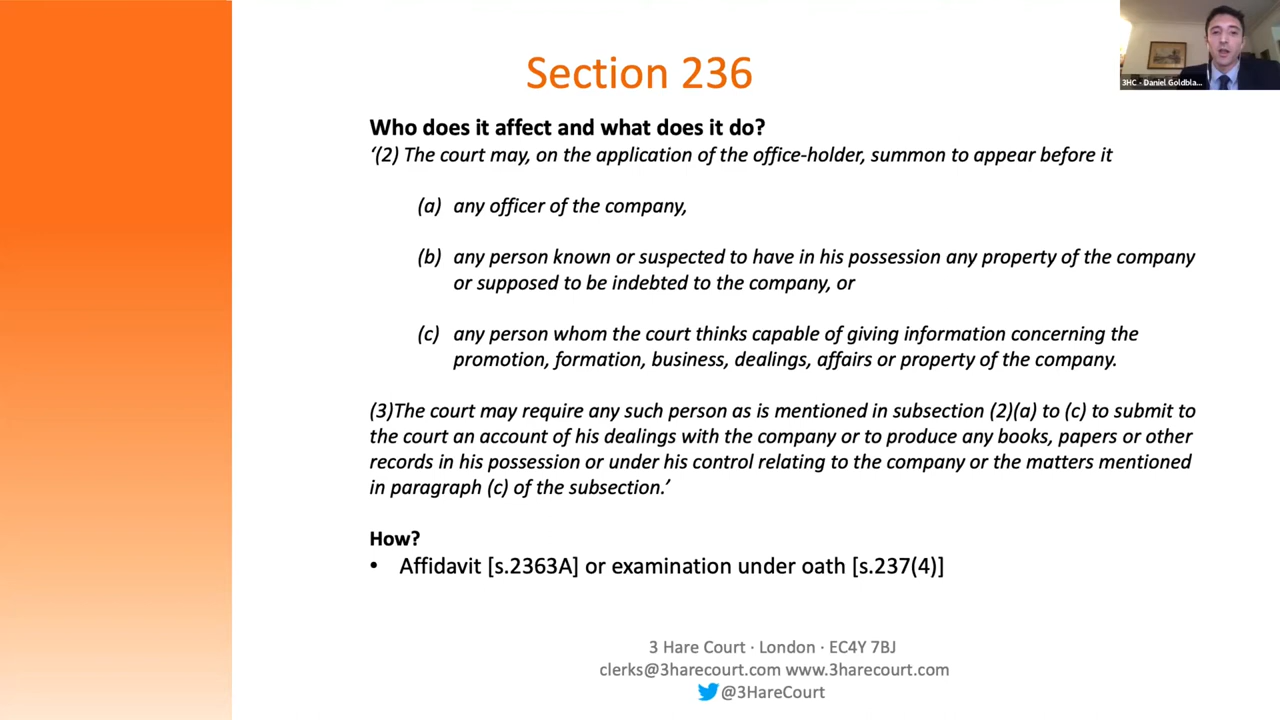 Section 236
3HC - Daniel Goldbla...
Who does it affect and what does it do?
‘(2) The court may, on the application of the office-holder, summon to appear before it
(a) any officer of the company,
(b) any person known or suspected to have in his possession any property of the company
or supposed to be indebted to the company, or
(c) any person whom the court thinks capable of giving information concerning the
promotion, formation, business, dealings, affairs or property of the company.
(3)The court may require any such person as is mentioned in subsection (2)(a) to (c) to submit to
the court an account of his dealings with the company or to produce any books, papers or other
records in his possession or under his control relating to the company or the matters mentioned
in paragraph (c) of the subsection.’
How?
• Affidavit [s.2363A] or examination under oath [s.237(4)]
3 Hare Court · London · EC4Y 7BJ
clerks@3harecourt.com www.3harecourt.com
@3HareCourt